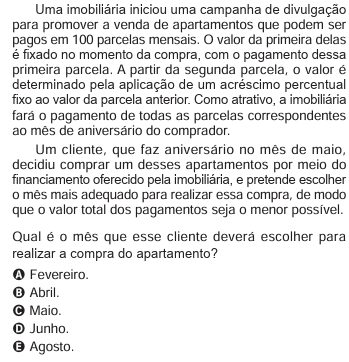 Uma imobiliária iniciou uma campanha de divulgação
para promover a venda de apartamentos que podem ser
pagos em 100 parcelas mensais. O valor da primeira delas
é fixado no momento da compra, com o pagamento dessa
primeira parcela. A partir da segunda parcela, o valor é
determinado pela aplicação de um acréscimo percentual
fixo ao valor da parcela anterior. Como atrativo, a imobiliária
fará o pagamento de todas as parcelas correspondentes
ao mês de aniversário do comprador.
Um cliente, que faz aniversário no mês de maio,
decidiu comprar um desses apartamentos por meio do
financiamento oferecido pela imobiliária, e pretende escolher
o mês mais adequado para realizar essa compra, de modo
que o valor total dos pagamentos seja o menor possível.
Qual é o mês que esse cliente deverá escolher para
realizar a compra do apartamento?
A Fevereiro.
B Abril.
C Maio.
D Junho.
E Agosto.